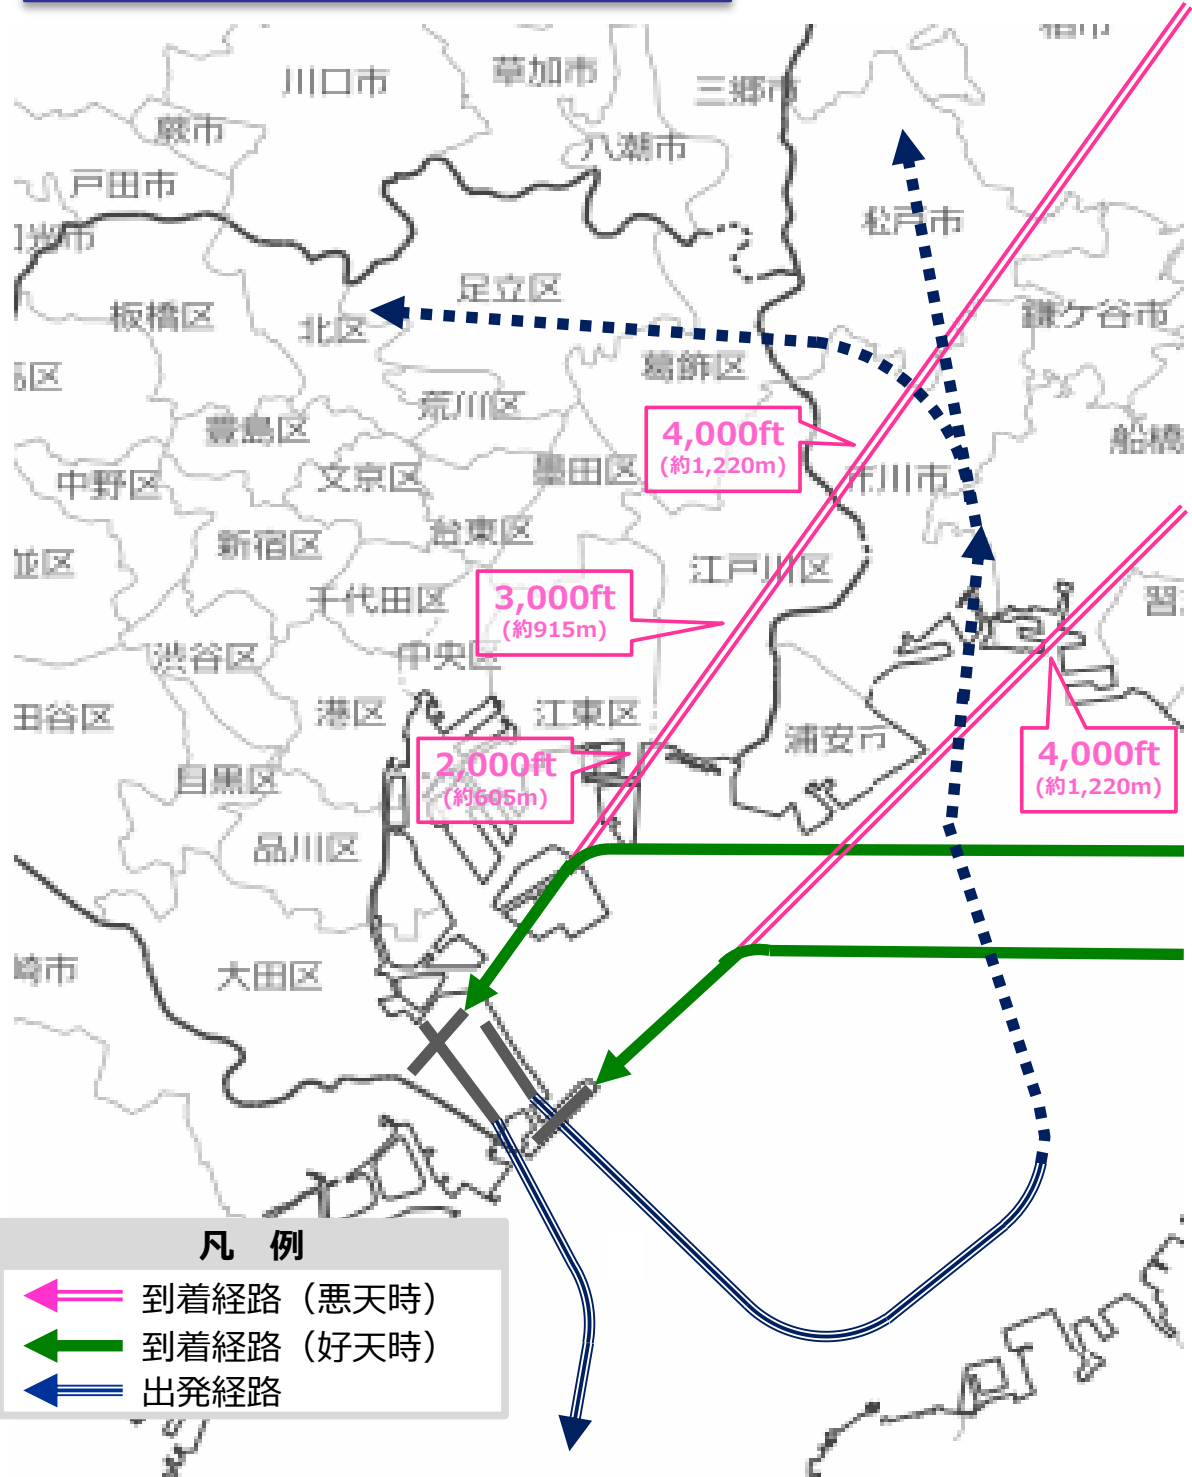 川口市
草加市
三郷市
蕨市
八潮市
戸田市
松戸市
足立区
板橋区
北区
鎌ケ谷市
葛飾区
荒川区
豊島区
4,000ft
(約1,220m)
船橋
中野区
文京区
墨田区
市川市
新宿区
台東区
江戸川区
千代田区
3,000ft
(約915m)
渋谷区
中央区
田谷区
港区
江東区
浦安市
2,000ft
(約605m)
4,000ft
(約1,220m)
目黒区
品川区
崎市
大田区
凡 例
到着経路（悪天時）
到着経路（好天時）
出発経路